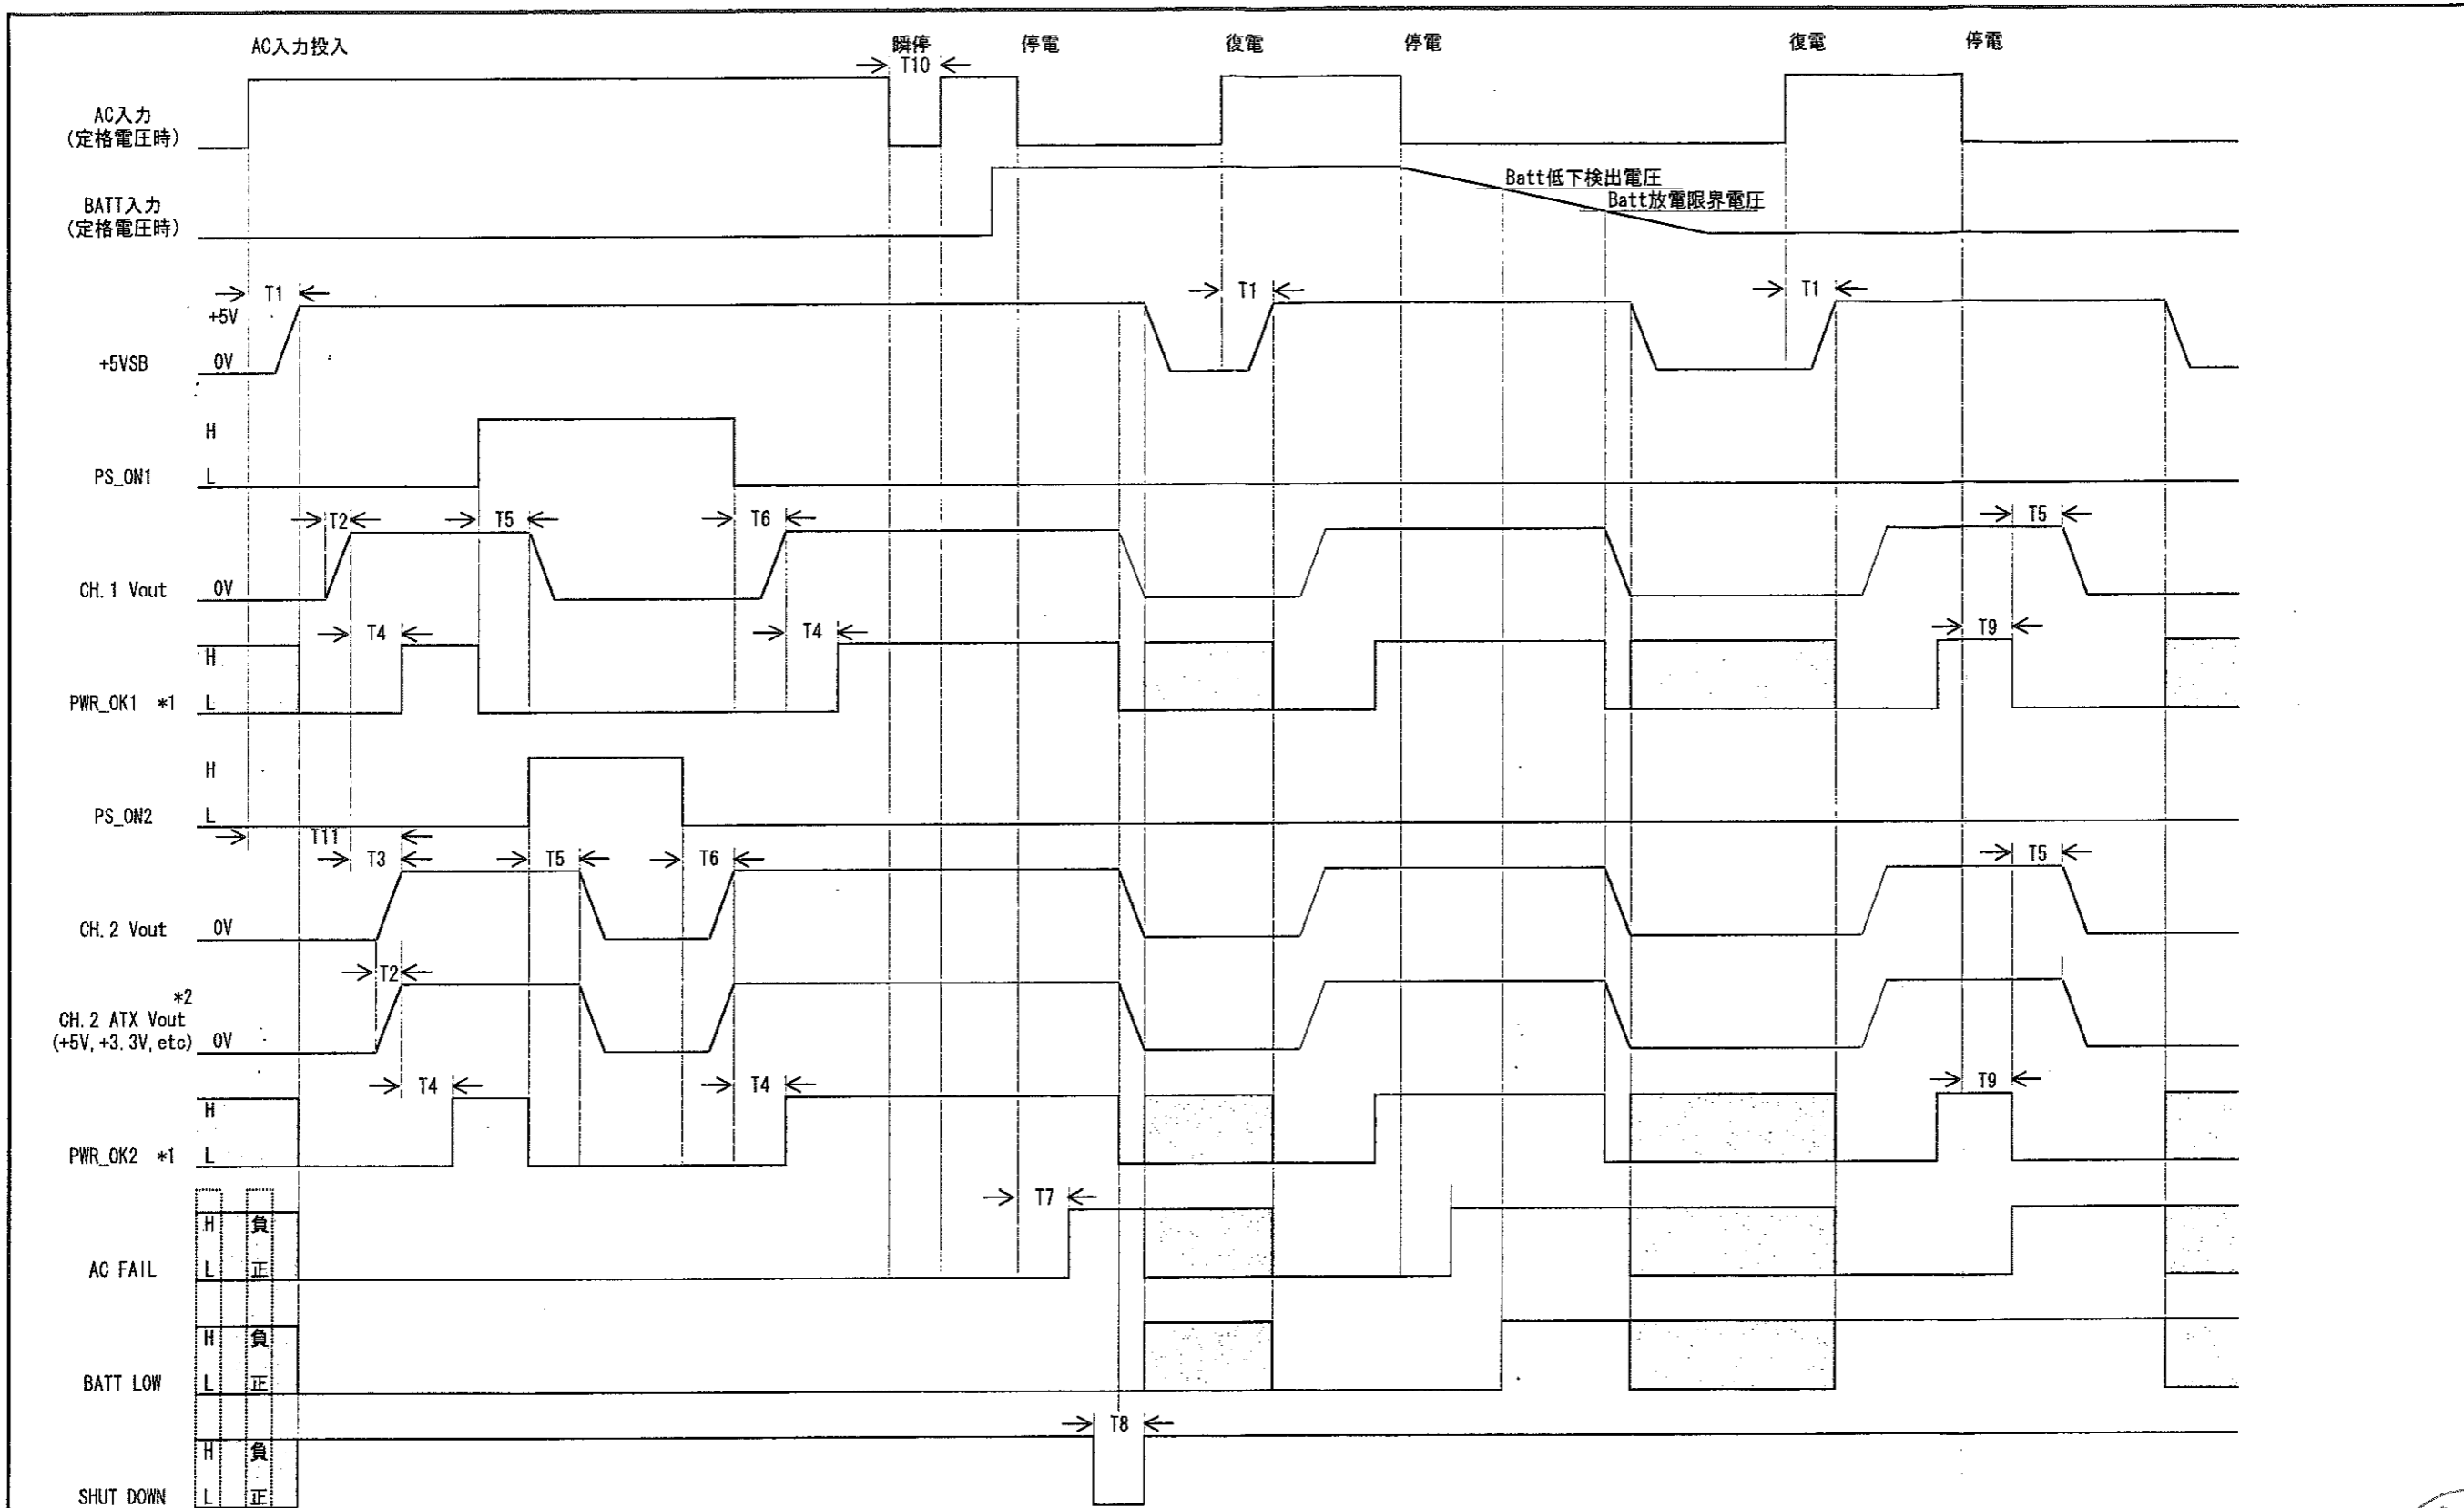 AC入力投入 瞬停 停電 復電 停電 復電 停電
T10
AC入力
(定格電圧時)
Batt低下検出電圧
Batt放電限界電圧
BATT入力
(定格電圧時)
T1 T1 T1
+5V
+5VSB 0V
H
PS_ON1 L
T2 T5 T6 T5
CH.1 Vout 0V
T4 T4 T9
H
PWR_OK1 *1 L
H
PS_ON2 L
T11
T3 T5 T6 T5
CH.2 Vout 0V
T2
*2
CH.2 ATX Vout
(+5V,+3.3V,etc) 0V
T4 T4 T9
H
PWR_OK2 *1 L
T7
H 負
AC FAIL L 正
H 負
BATT LOW L 正
T8
H 負
SHUT DOWN L 正